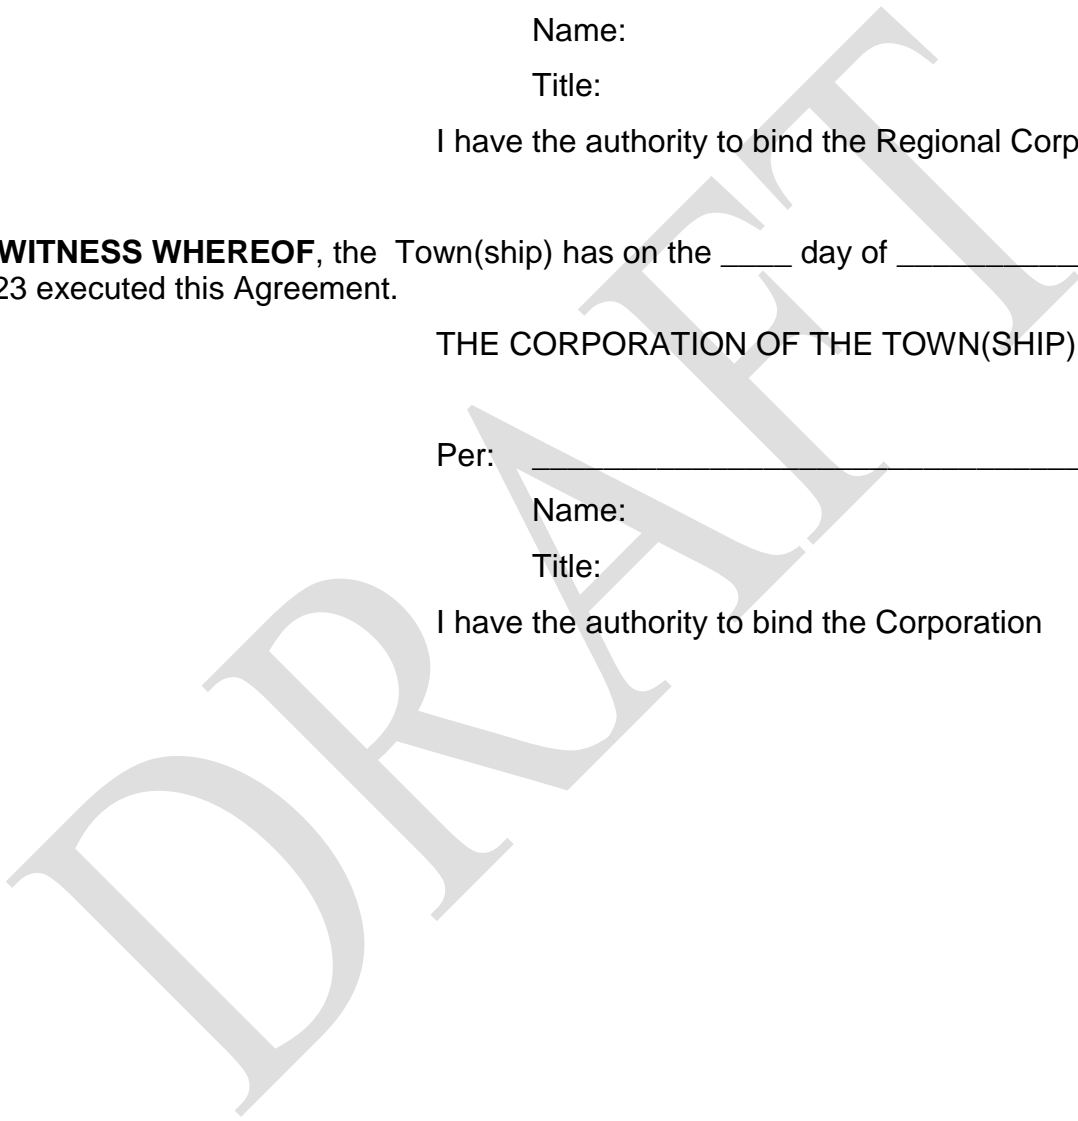 Name:
Title:
I have the authority to bind the Regional Corp
WITNESS WHEREOF, the Town(ship) has on the ____ day of __________
23 executed this Agreement.
THE CORPORATION OF THE TOWN(SHIP)
Per: ______________________________
Name:
Title:
I have the authority to bind the Corporation
DRAFT